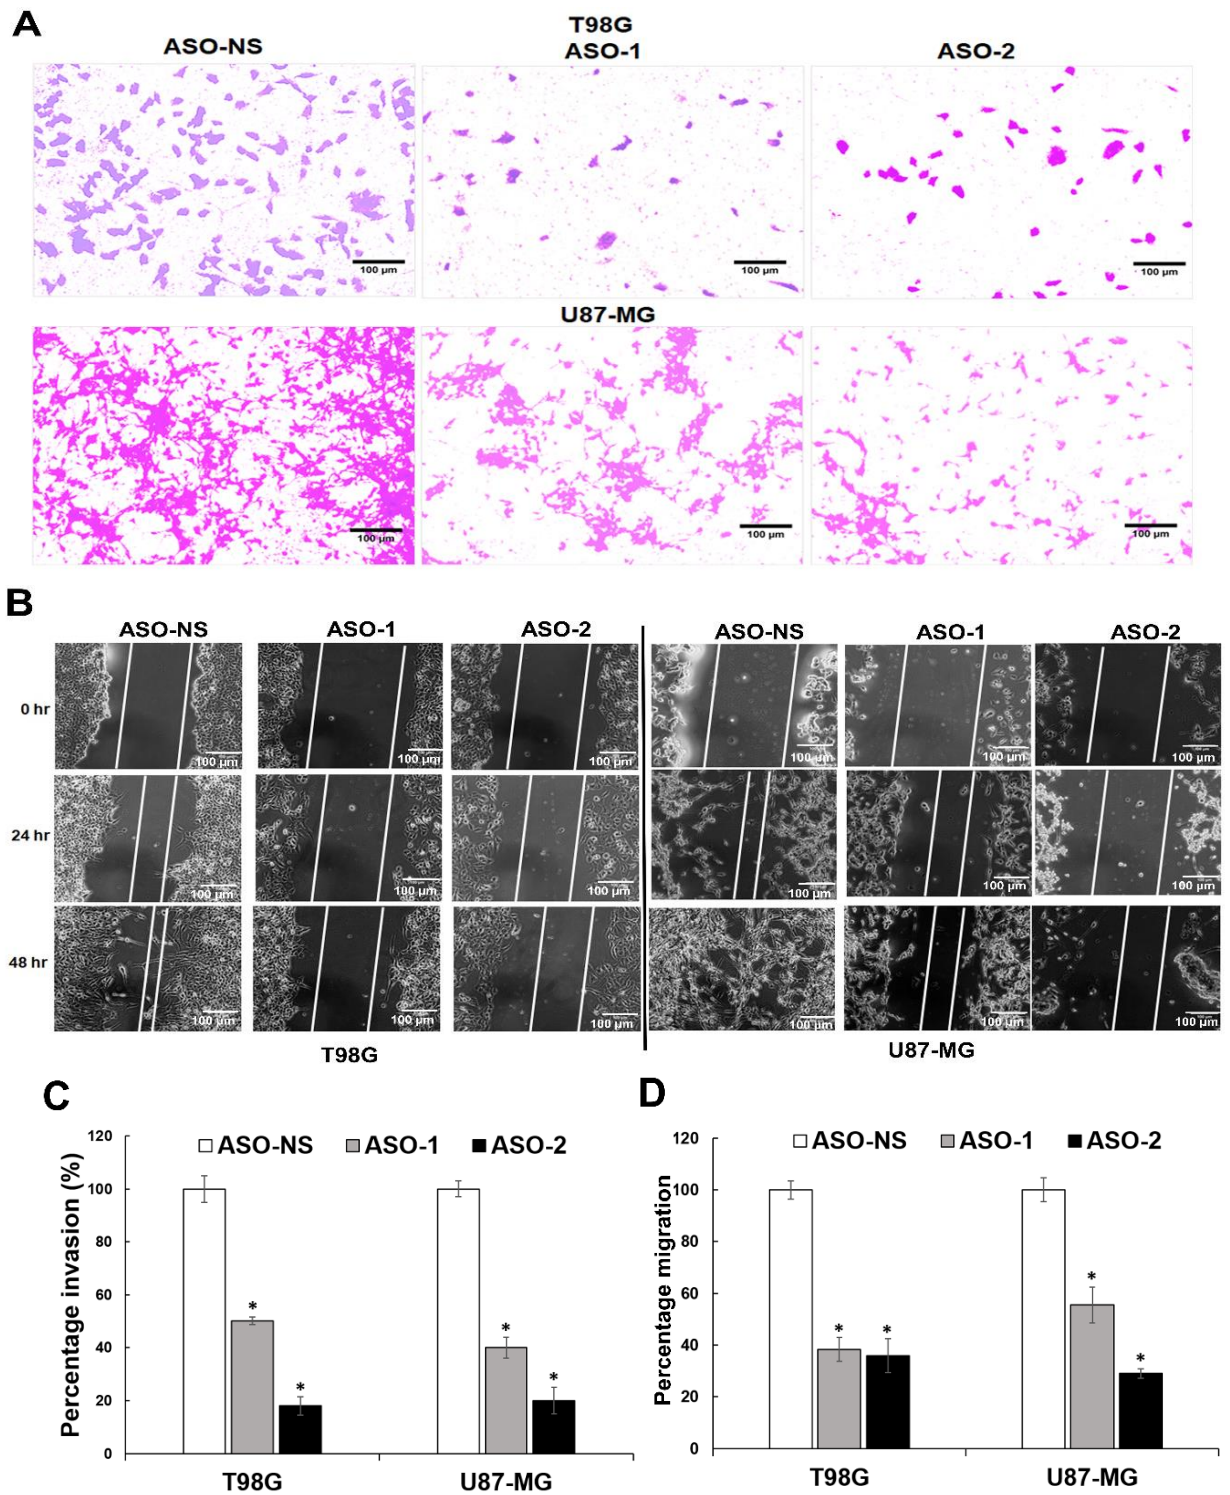 A
T98G
ASO-NS ASO-1 ASO-2
100 µm 100 µm 100 µm
U87-MG
100 µm 100 µm 100 µm
B
ASO-NS ASO-1 ASO-2 ASO-NS ASO-1 ASO-2
0 hr
100 µm 100 µm 100 µm 100 µm 100 µm
24 hr
100 µm 100 µm 100 µm 100 µm 100 µm 100 µm
48 hr
100 µm 100 µm 100 µm 100 µm 100 µm 100 µm
T98G U87-MG
C
Percentage invasion (%)
120
100
80
60
40
20
0
ASO-NS ASO-1 ASO-2
* * * *
T98G U87-MG
D
Percentage migration
120
100
80
60
40
20
0
ASO-NS ASO-1 ASO-2
* * * *
T98G U87-MG